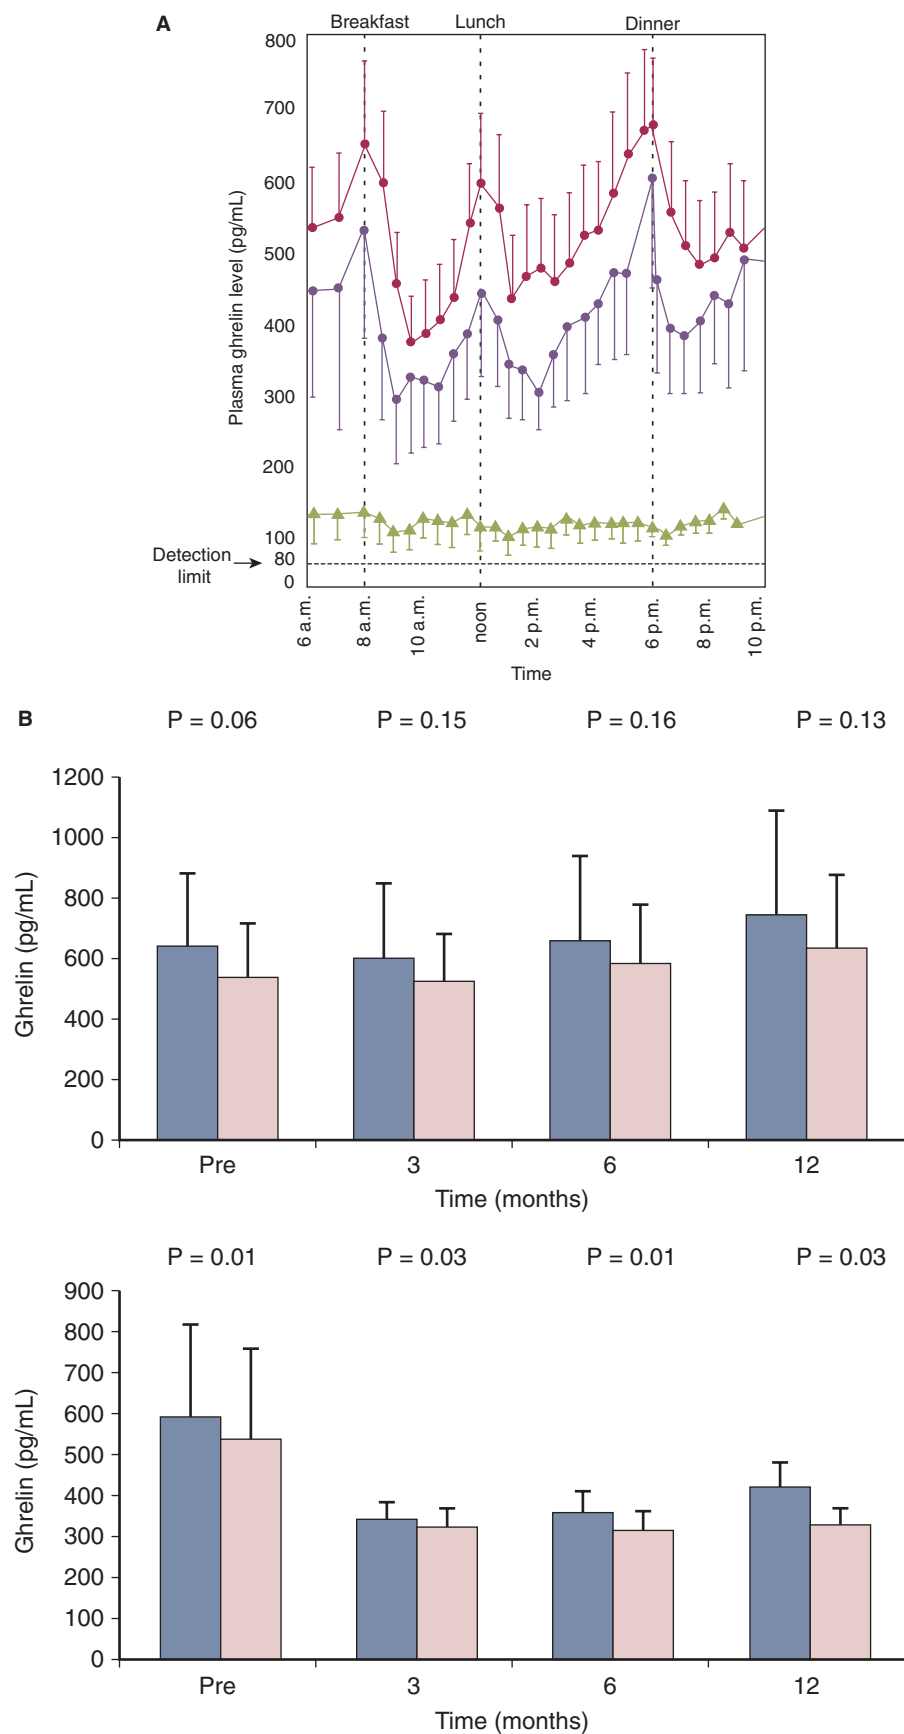 A
Breakfast
Lunch
Dinner
800
700
600
500
400
300
200
100
80
0
Plasma ghrelin level (pg/mL)
Detection
limit
6 a.m.
8 a.m.
10 a.m.
noon
2 p.m.
4 p.m.
6 p.m.
8 p.m.
10 p.m.
Time
B
P = 0.06
P = 0.15
P = 0.16
P = 0.13
1200
1000
800
600
400
200
0
Ghrelin (pg/mL)
Pre
3
6
12
Time (months)
P = 0.01
P = 0.03
P = 0.01
P = 0.03
900
800
700
600
500
400
300
200
100
0
Ghrelin (pg/mL)
Pre
3
6
12
Time (months)